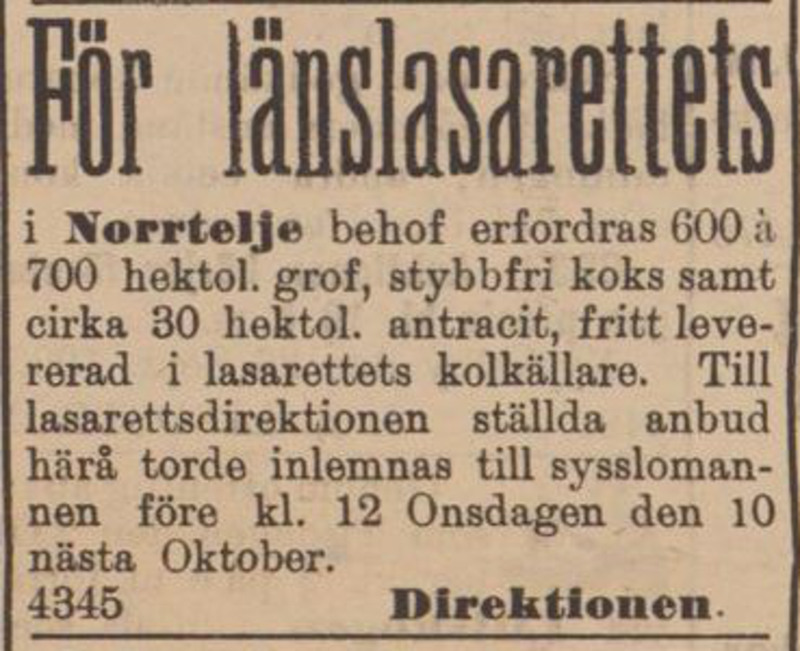 För länslasarettets
i Norrtelje behof erfordras 600 à
700 hektol. grof, stybbfri koks samt
cirka 30 hektol. antracit, fritt leve-
rerad i lasarettets kolkällare. Till
lasarettsdirektionen ställda anbud
härå torde inlemnas till syssloman-
nen före kl. 12 Onsdagen den 10
nästa Oktober.
4345 Direktionen.